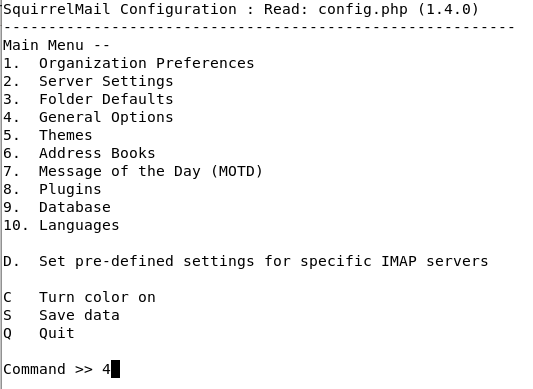 SquirrelMail Configuration : Read: config.php (1.4.0)
---------------------------------------------------------
Main Menu --
1.  Organization Preferences
2.  Server Settings
3.  Folder Defaults
4.  General Options
5.  Themes
6.  Address Books
7.  Message of the Day (MOTD)
8.  Plugins
9.  Database
10. Languages
D.  Set pre-defined settings for specific IMAP servers
C   Turn color on
S   Save data
Q   Quit
Command >> 4